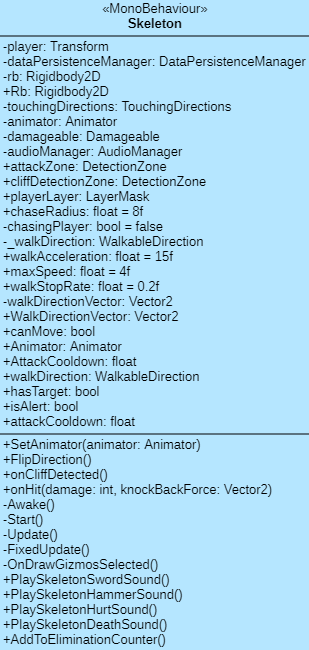 «MonoBehaviour»
Skeleton
-player: Transform
-dataPersistenceManager: DataPersistenceManager
-rb: Rigidbody2D
+Rb: Rigidbody2D
-touchingDirections: TouchingDirections
-animator: Animator
-damageable: Damageable
-audioManager: AudioManager
+attackZone: DetectionZone
+cliffDetectionZone: DetectionZone
+playerLayer: LayerMask
+chaseRadius: float = 8f
-chasingPlayer: bool = false
-_walkDirection: WalkableDirection
+walkAcceleration: float = 15f
+maxSpeed: float = 4f
+walkStopRate: float = 0.2f
-walkDirectionVector: Vector2
+WalkDirectionVector: Vector2
+canMove: bool
+Animator: Animator
+AttackCooldown: float
+walkDirection: WalkableDirection
+hasTarget: bool
+isAlert: bool
+attackCooldown: float
+SetAnimator(animator: Animator)
+FlipDirection()
+onCliffDetected()
+onHit(damage: int, knockBackForce: Vector2)
-Awake()
-Start()
-Update()
-FixedUpdate()
-OnDrawGizmosSelected()
+PlaySkeletonSwordSound()
+PlaySkeletonHammerSound()
+PlaySkeletonHurtSound()
+PlaySkeletonDeathSound()
+AddToEliminationCounter()